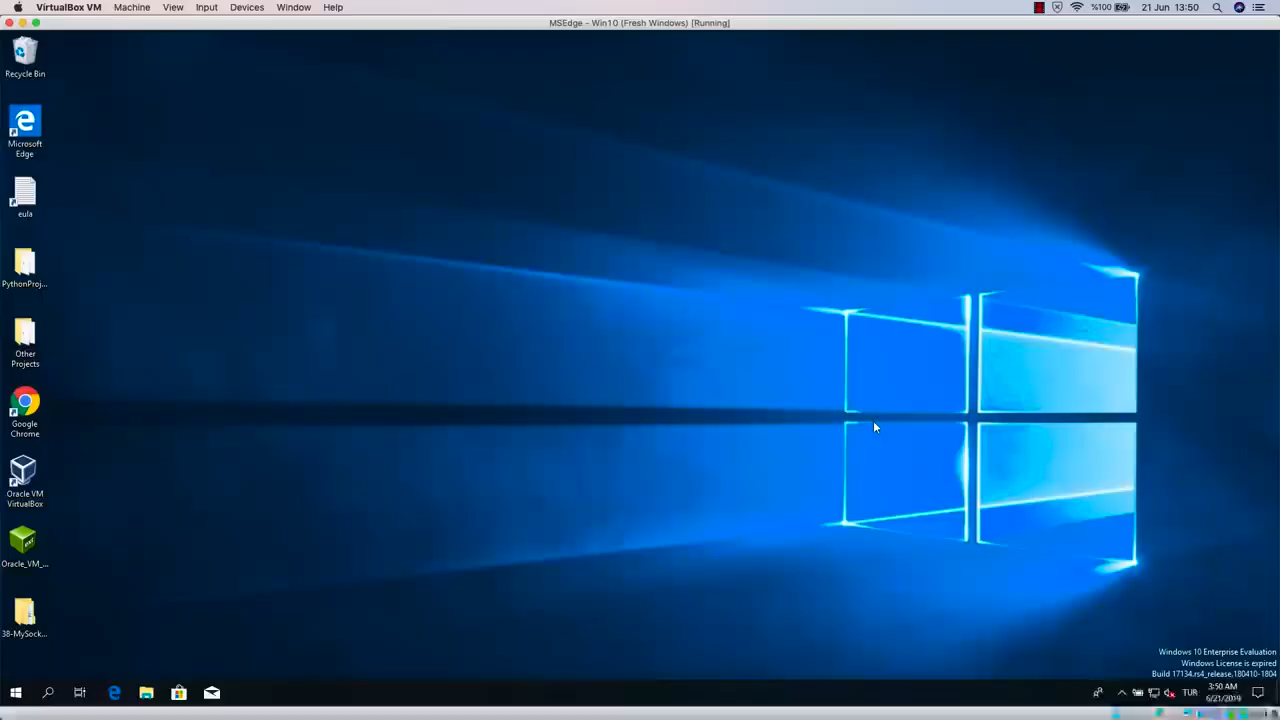 VirtualBox VM Machine View Input Devices Window Help %100 21 Jun 13:50
MSEdge - Win10 (Fresh Windows) [Running]
Recycle Bin
Microsoft
Edge
eula
PythonProj...
Other
Projects
Google
Chrome
Oracle VM
VirtualBox
Oracle_VM_...
38-MySock...
Windows 10 Enterprise Evaluation
Windows License is expired
Build 17134.rs4_release.180410-1804
TUR
3:50 AM
6/21/2019